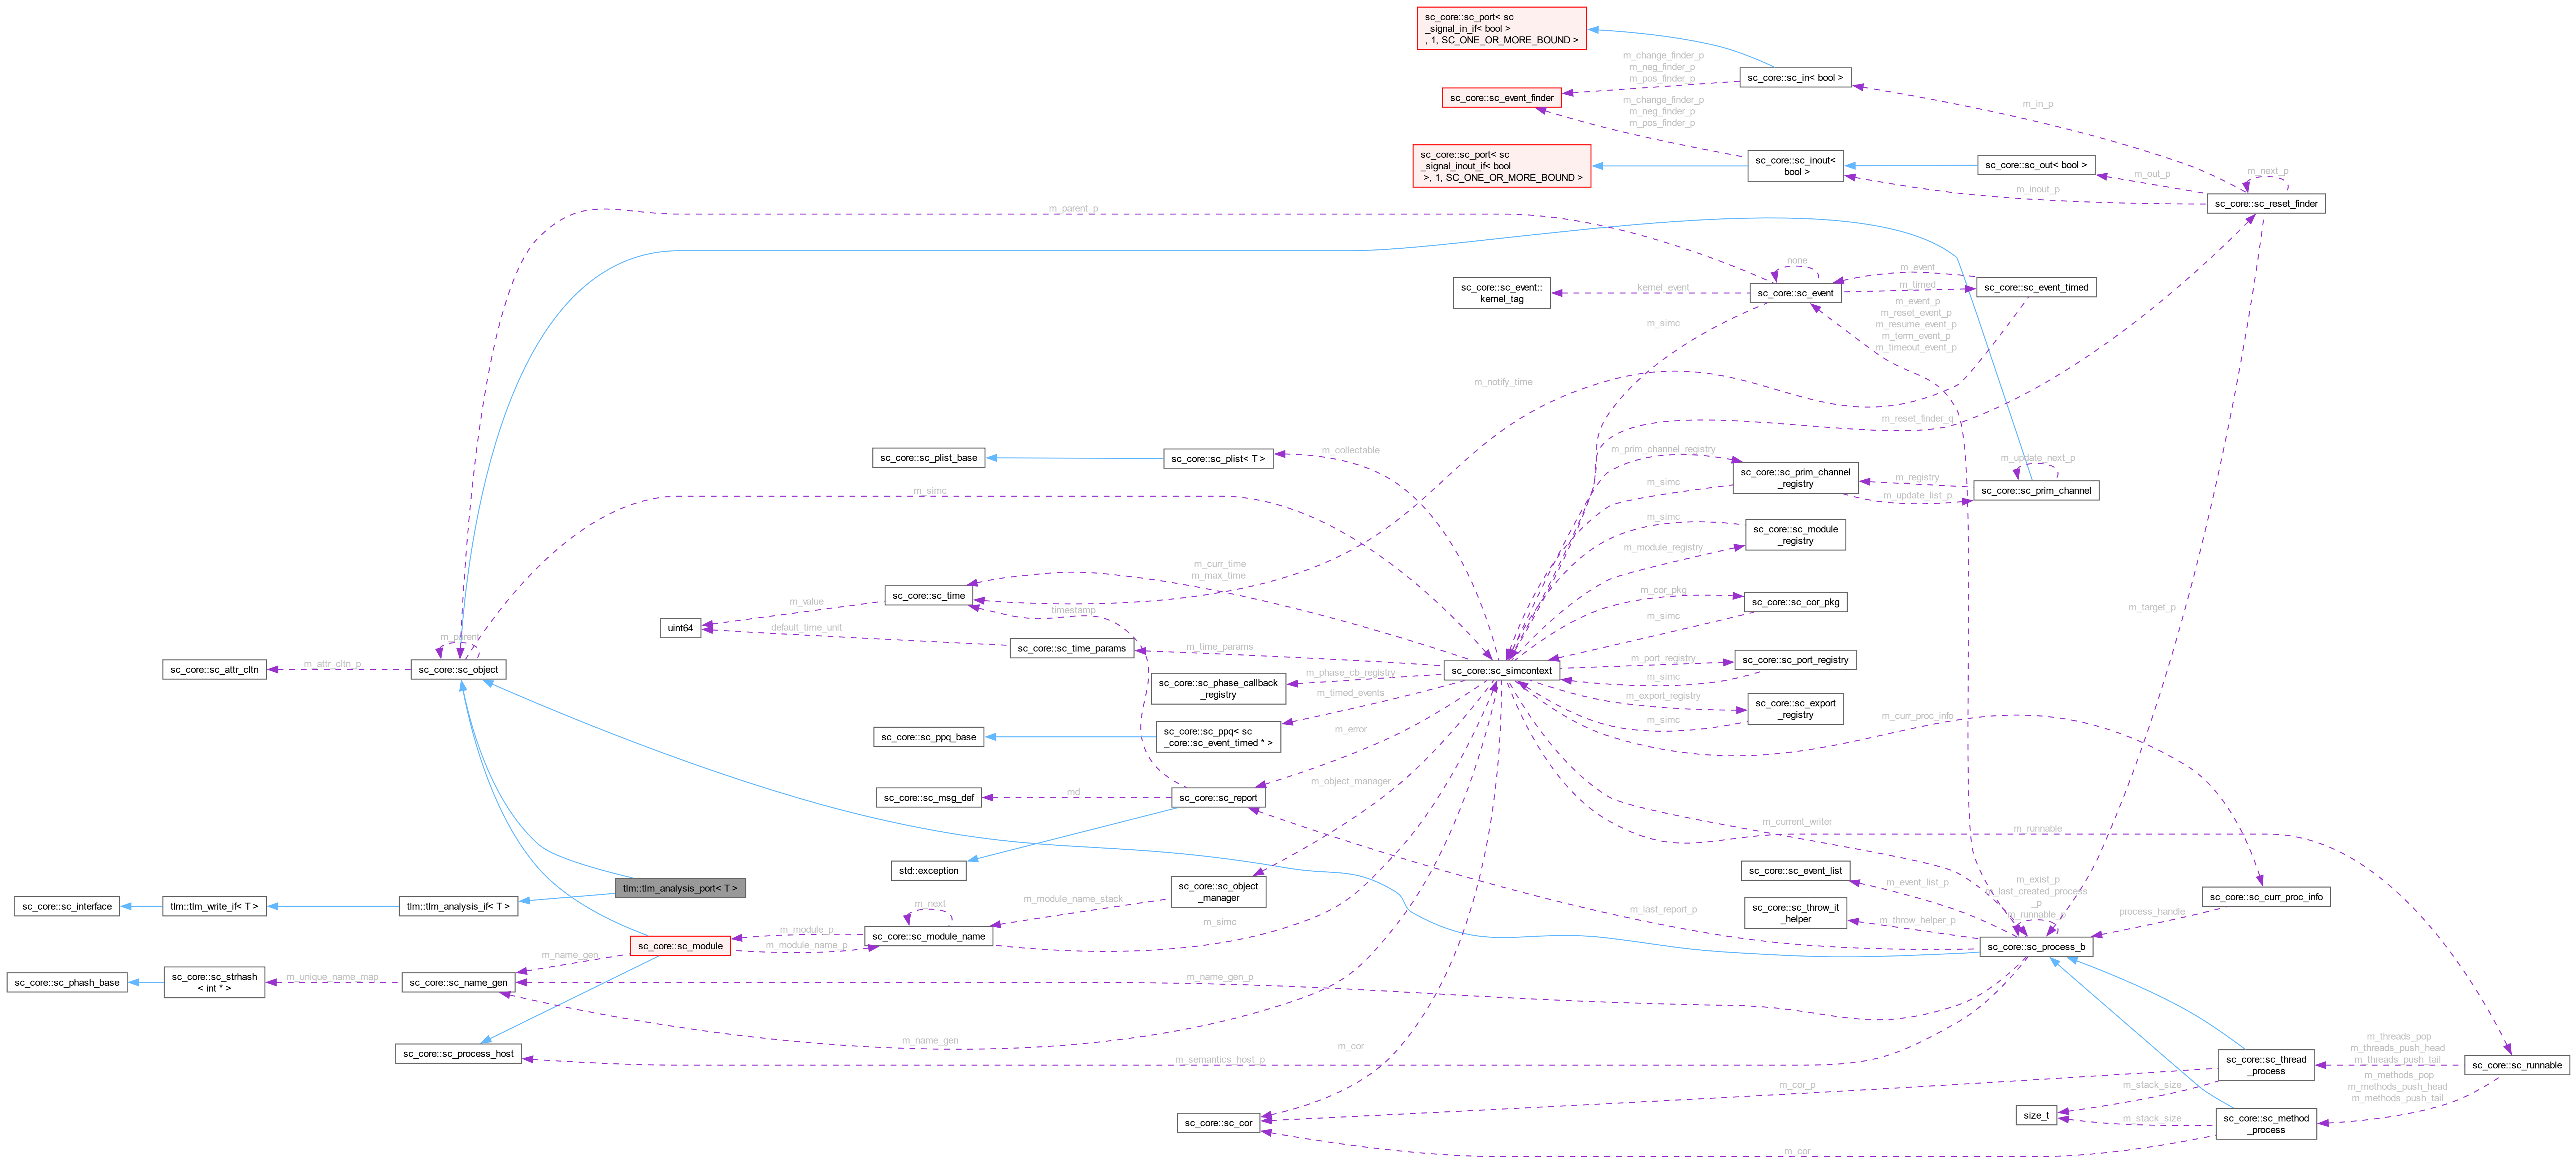 sc_core::sc_port< sc
_signal_in_if< bool >
, 1, SC_ONE_OR_MORE_BOUND >
m_change_finder_p
m_neg_finder_p
m_pos_finder_p
sc_core::sc_in< bool >
sc_core::sc_event_finder
m_change_finder_p
m_neg_finder_p
m_pos_finder_p
m_in_p
sc_core::sc_port< sc
_signal_inout_if< bool
>, 1, SC_ONE_OR_MORE_BOUND >
sc_core::sc_inout<
bool >
sc_core::sc_out< bool >
m_out_p
m_inout_p
m_next_p
sc_core::sc_reset_finder
m_parent_p
none
m_event
sc_core::sc_event::
kernel_tag
kernel_event
sc_core::sc_event
m_timed
sc_core::sc_event_timed
m_event_p
m_reset_event_p
m_resume_event_p
m_term_event_p
m_timeout_event_p
m_simc
m_notify_time
m_reset_finder_q
sc_core::sc_plist_base
sc_core::sc_plist< T >
m_collectable
m_prim_channel_registry
m_simc
sc_core::sc_prim_channel
_registry
m_registry
m_update_list_p
m_update_next_p
sc_core::sc_prim_channel
m_simc
m_simc
m_module_registry
sc_core::sc_module
_registry
m_curr_time
m_max_time
sc_core::sc_time
m_value
timestamp
uint64
default_time_unit
sc_core::sc_time_params
m_time_params
m_cor_pkg
m_simc
sc_core::sc_cor_pkg
m_target_p
m_parent
sc_core::sc_attr_cltn
m_attr_cltn_p
sc_core::sc_object
sc_core::sc_simcontext
m_port_registry
m_simc
sc_core::sc_port_registry
sc_core::sc_phase_callback
_registry
m_phase_cb_registry
m_timed_events
m_export_registry
m_simc
sc_core::sc_export
_registry
sc_core::sc_ppq_base
sc_core::sc_ppq< sc
_core::sc_event_timed * >
m_error
m_curr_proc_info
m_object_manager
sc_core::sc_msg_def
md
sc_core::sc_report
m_current_writer
m_runnable
std::exception
sc_core::sc_event_list
m_event_list_p
m_exist_p
_last_created_process
_p
m_runnable_p
tlm::tlm_analysis_port< T >
sc_core::sc_object
_manager
m_module_name_stack
sc_core::sc_curr_proc_info
process_handle
sc_core::sc_interface
tlm::tlm_write_if< T >
tlm::tlm_analysis_if< T >
m_next
m_last_report_p
sc_core::sc_throw_it
_helper
m_throw_helper_p
m_simc
sc_core::sc_module
m_module_p
m_module_name_p
sc_core::sc_module_name
sc_core::sc_process_b
m_name_gen
m_name_gen_p
sc_core::sc_phash_base
sc_core::sc_strhash
< int * >
m_unique_name_map
sc_core::sc_name_gen
m_name_gen
m_cor
sc_core::sc_process_host
m_semantics_host_p
sc_core::sc_thread
_process
m_threads_pop
m_threads_push_head
m_threads_push_tail
sc_core::sc_runnable
m_methods_pop
m_methods_push_head
m_methods_push_tail
m_cor_p
m_stack_size
size_t
m_stack_size
sc_core::sc_cor
sc_core::sc_method
_process
m_cor